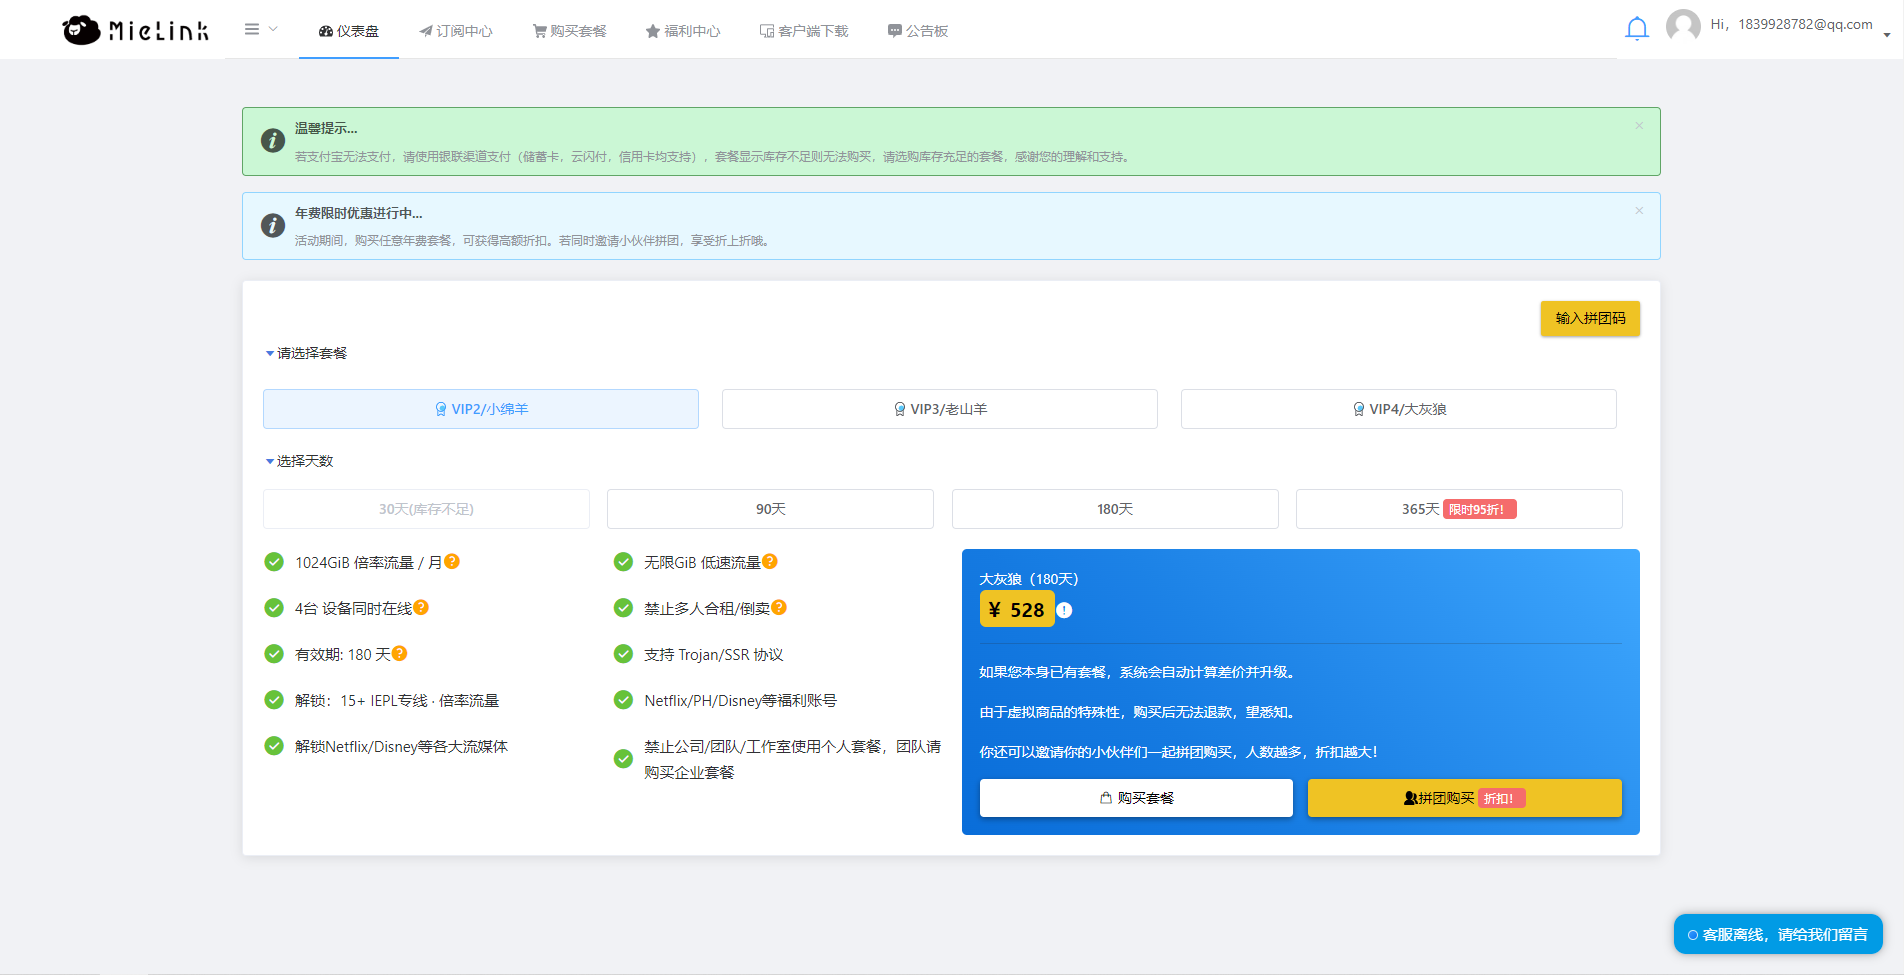 MieLink
仪表盘
订阅中心
购买套餐
福利中心
客户端下载
公告板
Hi，1839928782@qq.com
温馨提示...
若支付宝无法支付，请使用银联渠道支付（储蓄卡，云闪付，信用卡均支持），套餐显示库存不足则无法购买，请选购库存充足的套餐，感谢您的理解和支持。
年费限时优惠进行中...
活动期间，购买任意年费套餐，可获得高额折扣。若同时邀请小伙伴拼团，享受折上折哦。
输入拼团码
请选择套餐
VIP2/小绵羊
VIP3/老山羊
VIP4/大灰狼
选择天数
30天(库存不足)
90天
180天
365天 限时95折！
1024GiB 倍率流量 / 月
4台 设备同时在线
有效期: 180 天
解锁：15+ IEPL专线 · 倍率流量
解锁Netflix/Disney等各大流媒体
无限GiB 低速流量
禁止多人合租/倒卖
支持 Trojan/SSR 协议
Netflix/PH/Disney等福利账号
禁止公司/团队/工作室使用个人套餐，团队请
购买企业套餐
大灰狼（180天）
¥ 528
如果您本身已有套餐，系统会自动计算差价并升级。
由于虚拟商品的特殊性，购买后无法退款，望悉知。
你还可以邀请你的小伙伴们一起拼团购买，人数越多，折扣越大！
购买套餐
拼团购买 折扣！
客服离线，请给我们留言